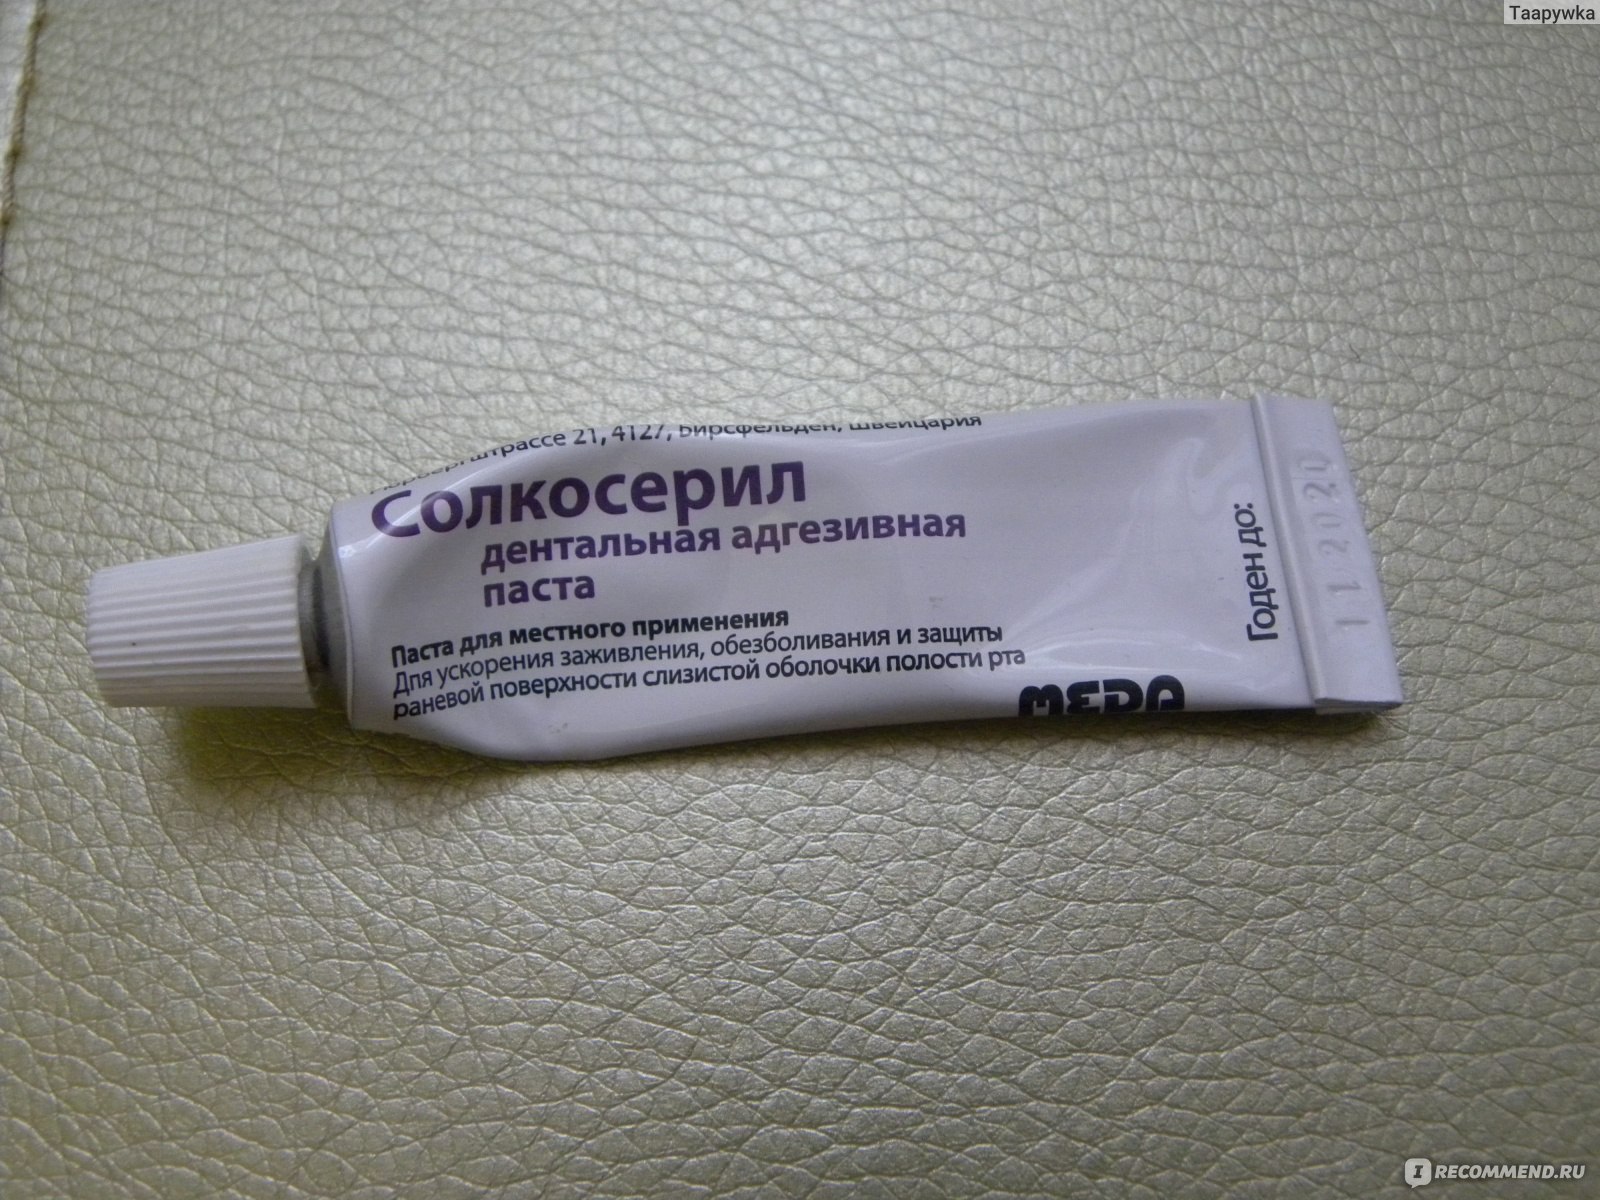 Таарушка
штрассе 21, 4127, Бирсфельден, Швейцария
Солкосерил
дентальная адгезивная
паста
Паста для местного применения
Для ускорения заживления, обезболивания и защиты
раневой поверхности слизистой оболочки полости рта
MEDA
Годен до:
11 2020
IRECOMMEND.RU